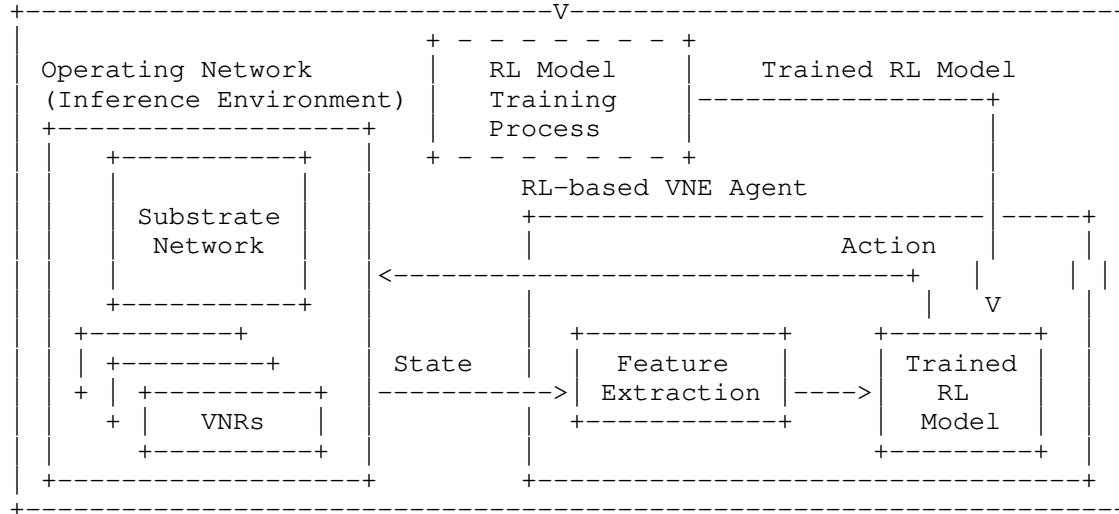 V
RL Model
Operating Network
Training
Trained RL Model
(Inference Environment)
Process
RL-based VNE Agent
Substrate
Network
Action
V
State
Feature
Extraction
Trained
RL
Model
VNRs